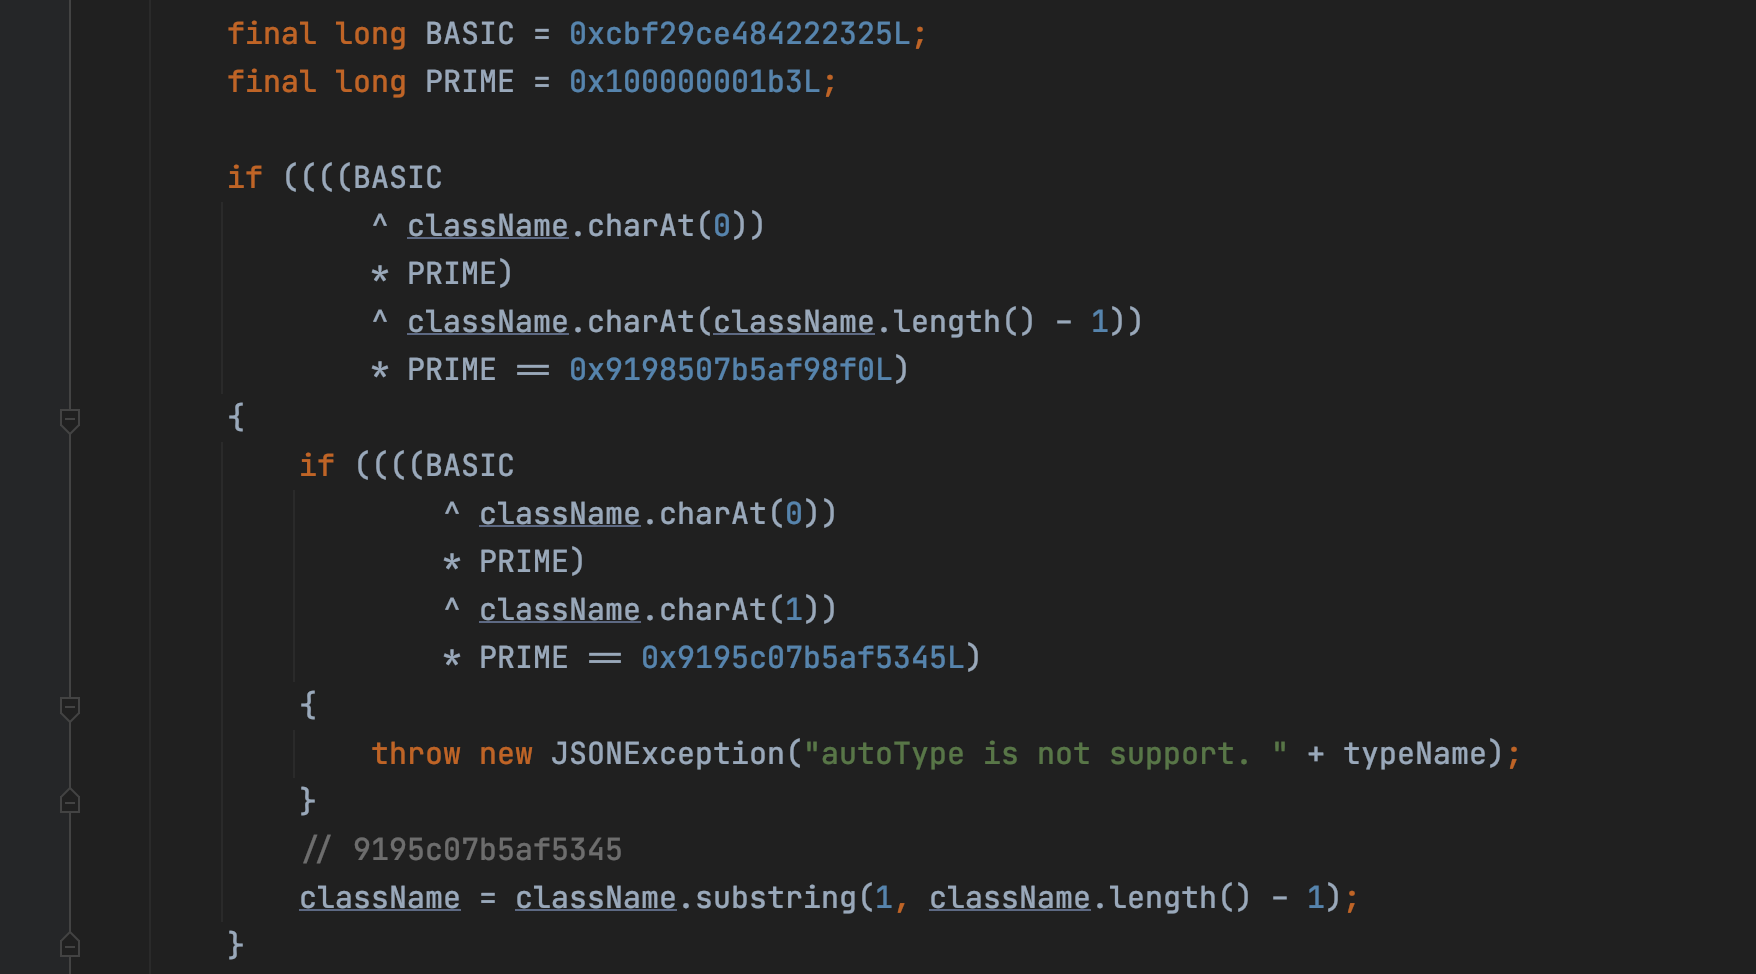 final long BASIC = 0xcbf29ce484222325L;
final long PRIME = 0x100000001b3L;
if ((((BASIC
^ className.charAt(0))
* PRIME)
^ className.charAt(className.length() - 1))
* PRIME == 0x9198507b5af98f0L)
{
if ((((BASIC
^ className.charAt(0))
* PRIME)
^ className.charAt(1))
* PRIME == 0x9195c07b5af5345L)
{
throw new JSONException("autoType is not support. " + typeName);
}
// 9195c07b5af5345
className = className.substring(1, className.length() - 1);
}